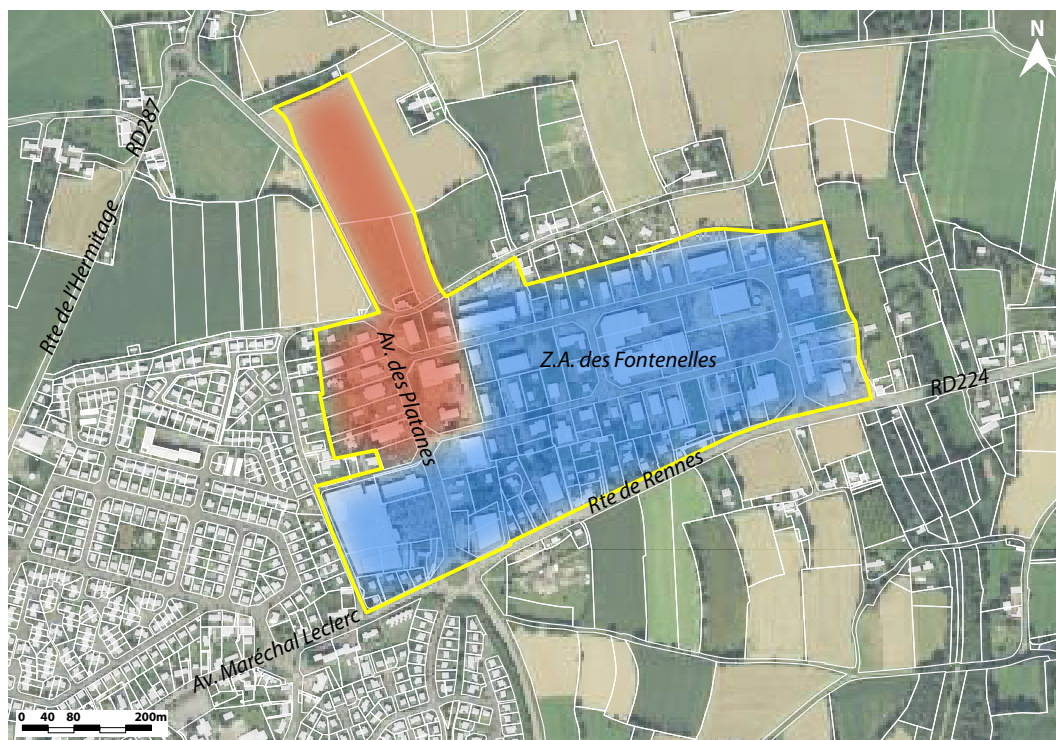 N
RD287
Rte de l'Hermitage
Av. des Platanes
Z.A. des Fontenelles
RD224
Rte de Rennes
Av. Maréchal Leclerc
0 40 80 200m